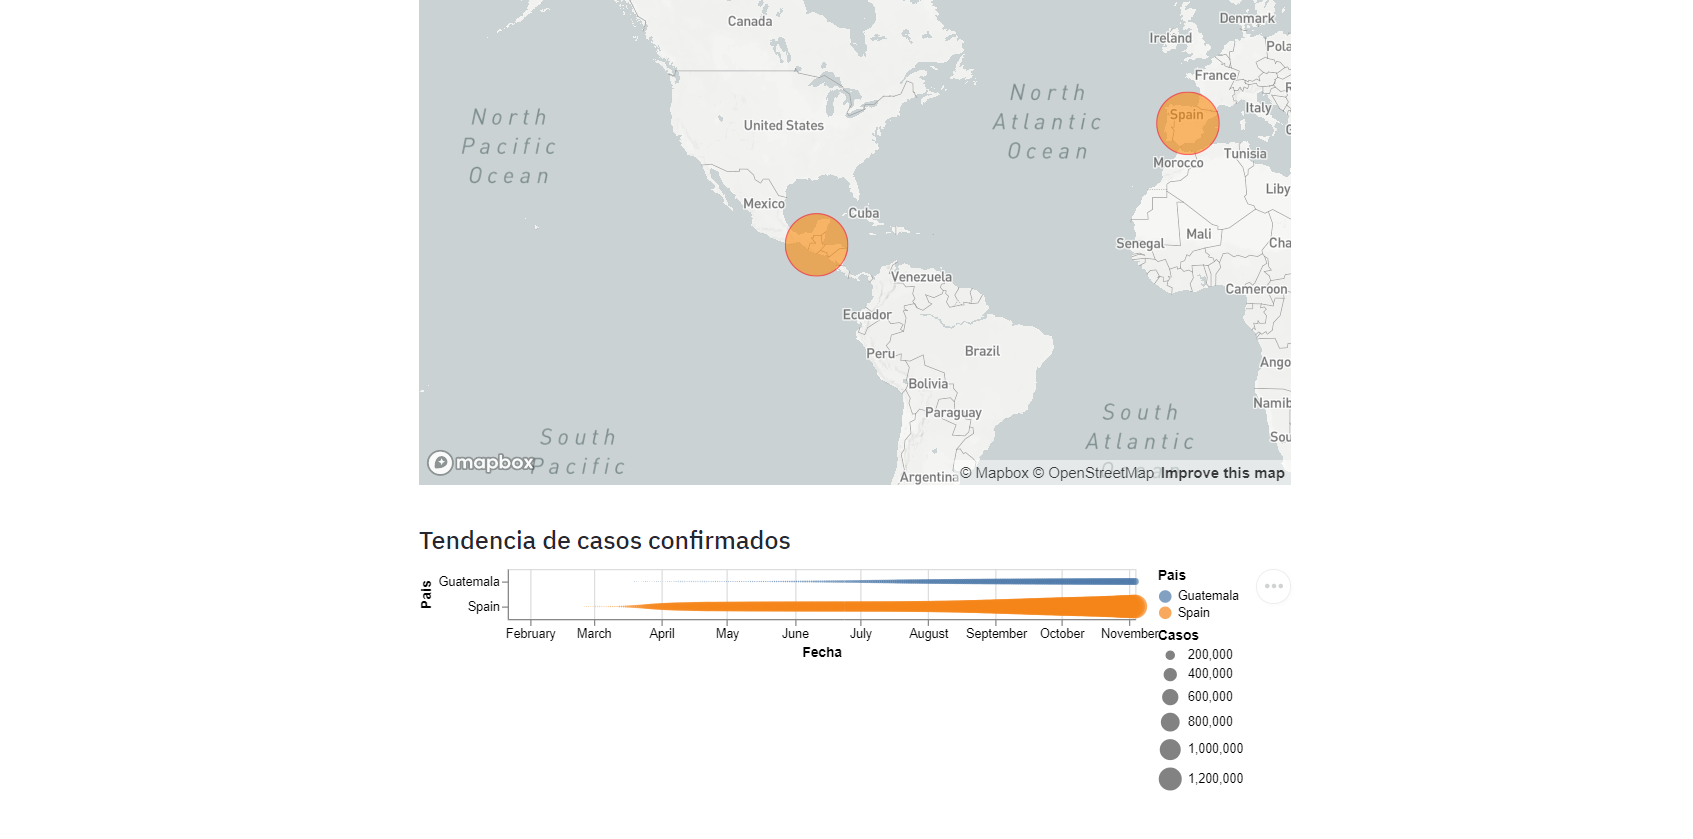 Canada
Denmark
Ireland
Pola
France
North
Pacific
Ocean
North
Atlantic
Ocean
Italy
Spain
United States
Morocco
Tunisia
Liby
Mexico
Cuba
Mali
Senegal
Cha
Venezuela
Cameroon
Ecuador
Peru
Brazil
Ango
Bolivia
Namib
Paraguay
South
Atlantic
South
Pacific
Sou
mapbox
Argentina
© Mapbox © OpenStreetMap Improve this map
Tendencia de casos confirmados
Pais
Guatemala
Spain
February March April May June July August September October November
Fecha
Pais
Guatemala
Spain
Casos
200,000
400,000
600,000
800,000
1,000,000
1,200,000